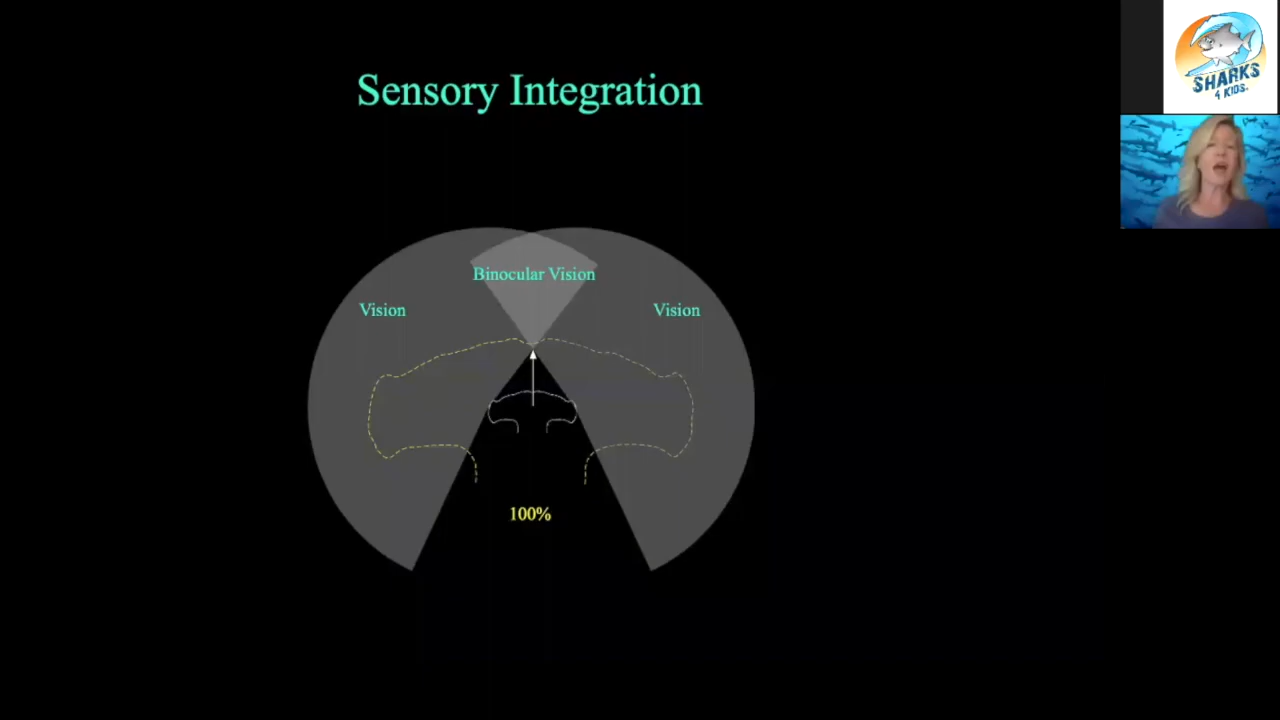 Sensory Integration
SHARKS
4 KIDS
Binocular Vision
Vision
Vision
100%